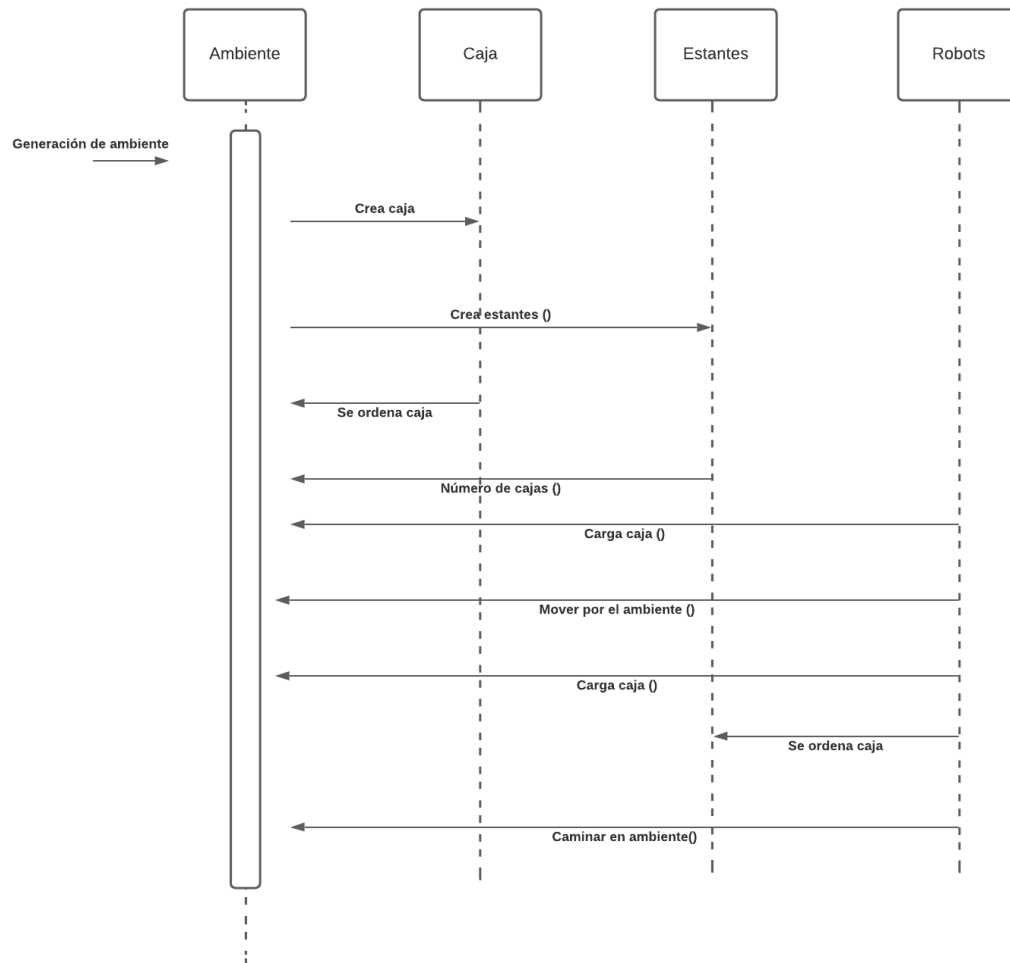 Ambiente
Caja
Estantes
Robots
Generación de ambiente
Crea caja
Crea estantes ()
Se ordena caja
Número de cajas ()
Carga caja ()
Mover por el ambiente ()
Carga caja ()
Se ordena caja
Caminar en ambiente()